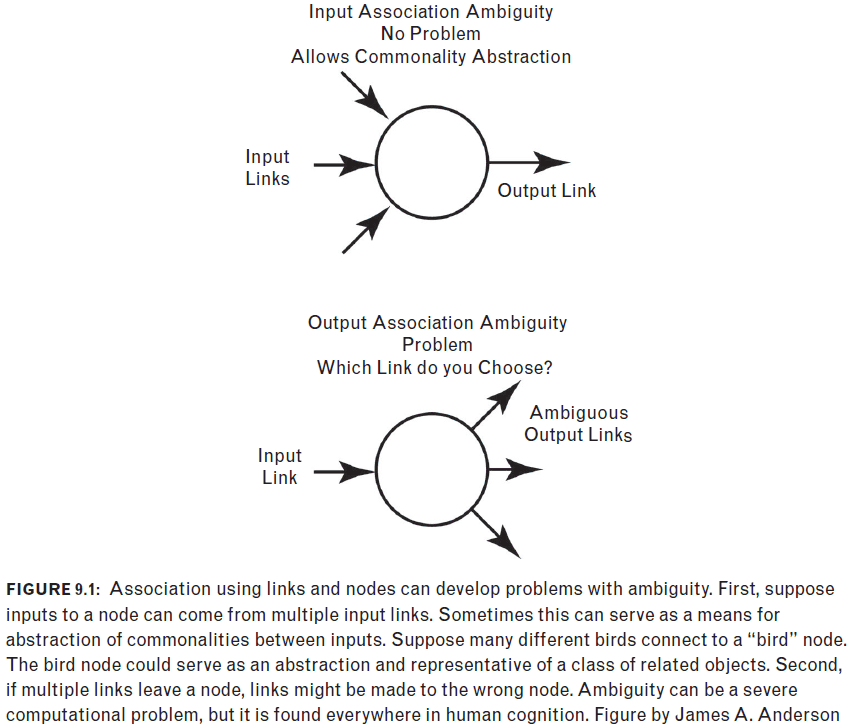 Input Association Ambiguity
No Problem
Allows Commonality Abstraction
Input
Links
Output Link
Output Association Ambiguity
Problem
Which Link do you Choose?
Ambiguous
Output Links
Input
Link
FIGURE 9.1: Association using links and nodes can develop problems with ambiguity. First, suppose
inputs to a node can come from multiple input links. Sometimes this can serve as a means for
abstraction of commonalities between inputs. Suppose many different birds connect to a “bird” node.
The bird node could serve as an abstraction and representative of a class of related objects. Second,
if multiple links leave a node, links might be made to the wrong node. Ambiguity can be a severe
computational problem, but it is found everywhere in human cognition. Figure by James A. Anderson